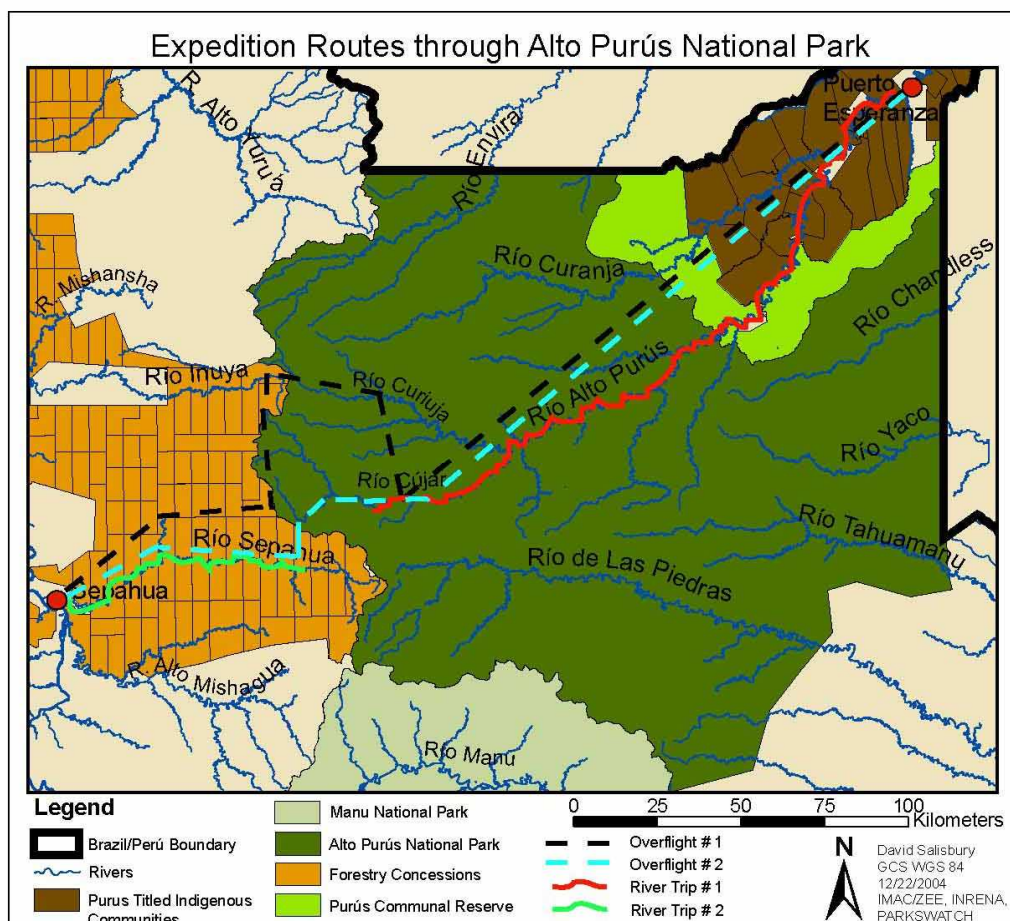 Expedition Routes through Alto Purús National Park
Puerto
Esperanza
R. Alto Yuru'a
Río Envira
R. Mishansha
Río Curanja
Río Chandless
Río Inuya
Río Curiuja
Río Alto Purús
Río Yaco
Río Cújar
Río Sepahua
Río Tahuamanu
Río de Las Piedras
Sepahua
R. Alto Mishagua
Río Manu
Legend
Brazil/Perú Boundary
Rivers
Purus Titled Indigenous
Communities
Manu National Park
Alto Purús National Park
Forestry Concessions
Purús Communal Reserve
0 25 50 75 100
Kilometers
Overflight # 1
Overflight # 2
River Trip # 1
River Trip # 2
N
David Salisbury
GCS WGS 84
12/22/2004
IMAC/ZEE, INRENA,
PARKSWATCH